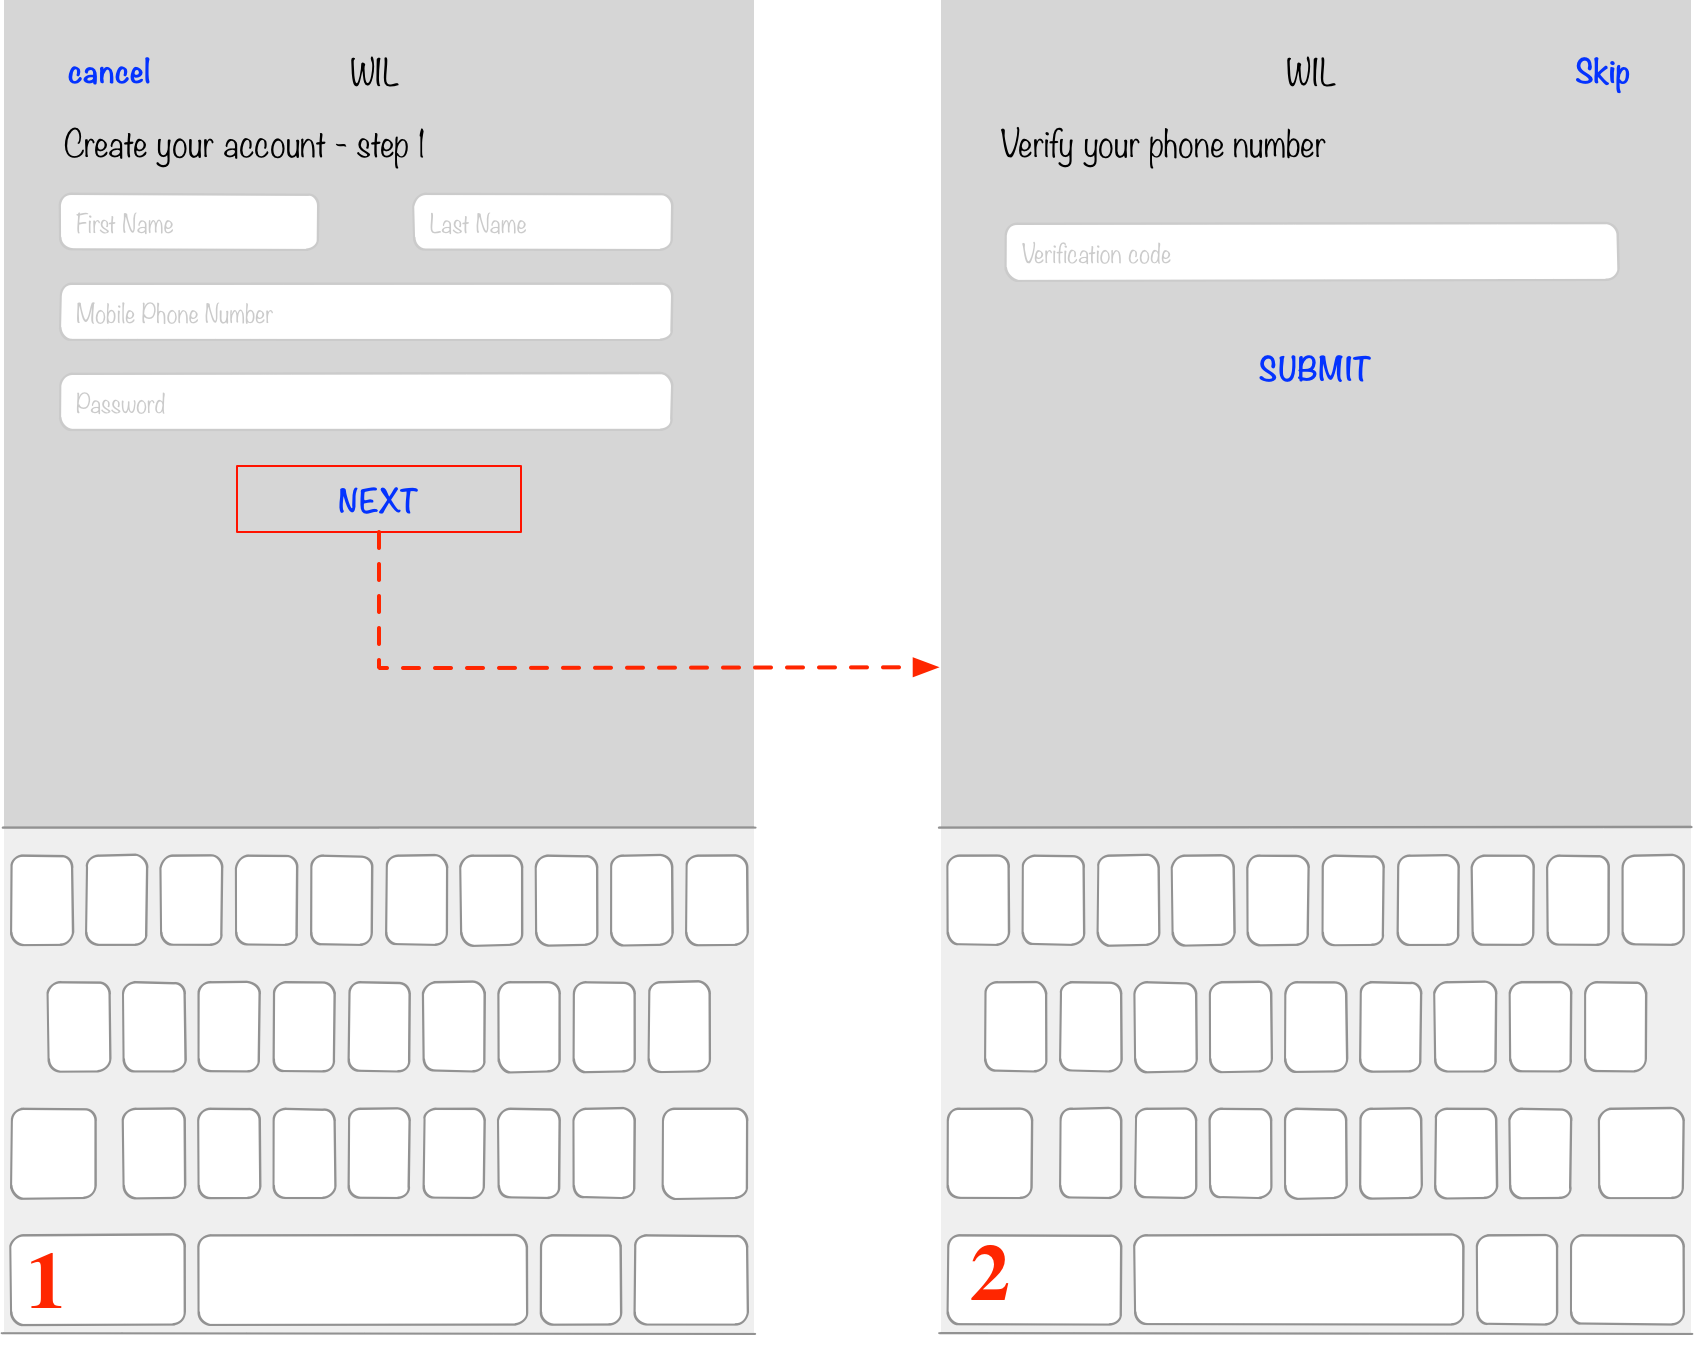 cancel WIL
Create your account - step 1
First Name Last Name
Mobile Phone Number
Password
NEXT
1
WIL Skip
Verify your phone number
Verification code
SUBMIT
2